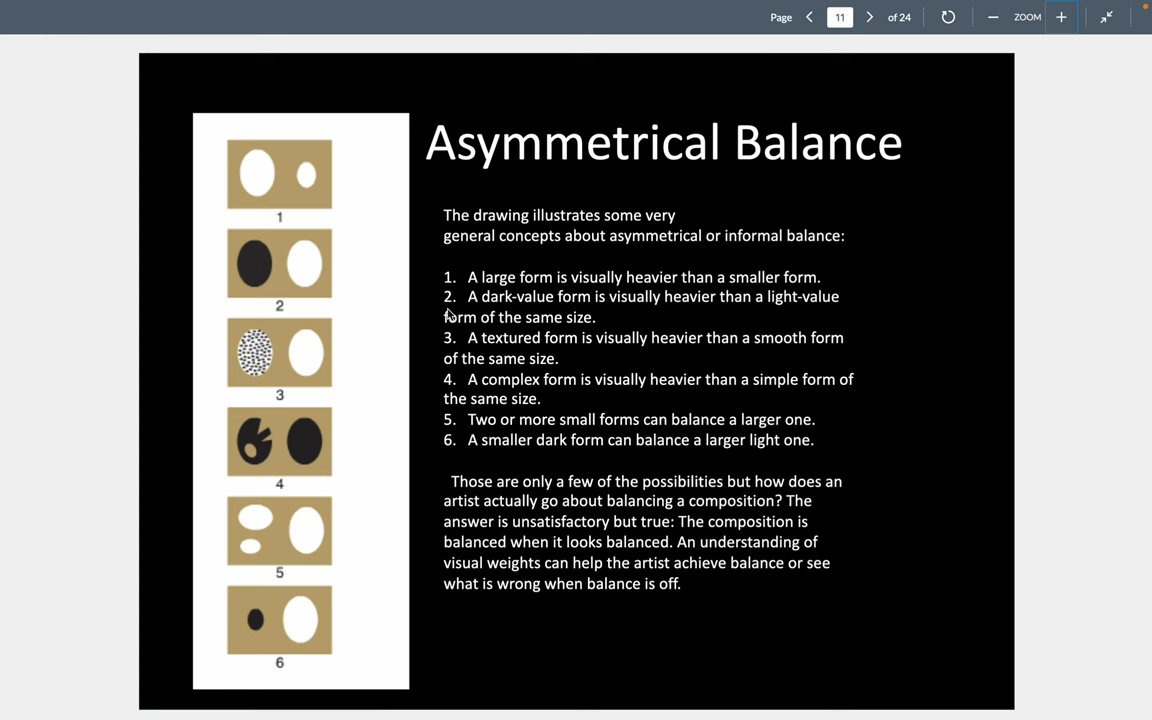 Page 11 of 24 ZOOM
Asymmetrical Balance
1
2
3
4
5
6
The drawing illustrates some very
general concepts about asymmetrical or informal balance:
1. A large form is visually heavier than a smaller form.
2. A dark-value form is visually heavier than a light-value
form of the same size.
3. A textured form is visually heavier than a smooth form
of the same size.
4. A complex form is visually heavier than a simple form of
the same size.
5. Two or more small forms can balance a larger one.
6. A smaller dark form can balance a larger light one.
Those are only a few of the possibilities but how does an
artist actually go about balancing a composition? The
answer is unsatisfactory but true: The composition is
balanced when it looks balanced. An understanding of
visual weights can help the artist achieve balance or see
what is wrong when balance is off.